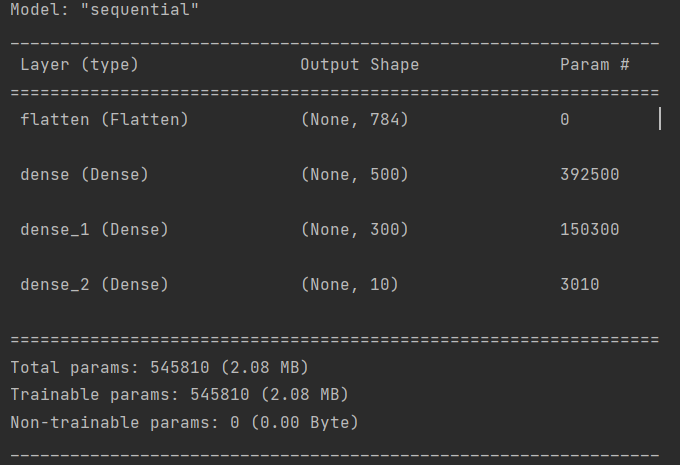 Model: "sequential"
_________________________________________________________________
 Layer (type)                Output Shape              Param #
=================================================================
 flatten (Flatten)           (None, 784)               0
 dense (Dense)               (None, 500)               392500
 dense_1 (Dense)             (None, 300)               150300
 dense_2 (Dense)             (None, 10)                3010
=================================================================
Total params: 545810 (2.08 MB)
Trainable params: 545810 (2.08 MB)
Non-trainable params: 0 (0.00 Byte)
_________________________________________________________________